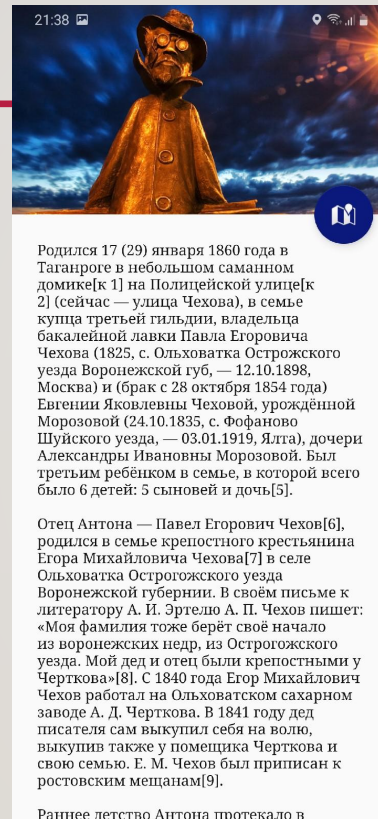 21:38
Родился 17 (29) января 1860 года в
Таганроге в небольшом саманном
домике[к 1] на Полицейской улице[к
2] (сейчас — улица Чехова), в семье
купца третьей гильдии, владельца
бакалейной лавки Павла Егоровича
Чехова (1825, с. Ольховатка Острожского
уезда Воронежской губ, — 12.10.1898,
Москва) и (брак с 28 октября 1854 года)
Евгении Яковлевны Чеховой, урождённой
Морозовой (24.10.1835, с. Фофаново
Шуйского уезда, — 03.01.1919, Ялта), дочери
Александры Ивановны Морозовой. Был
третьим ребёнком в семье, в которой всего
было 6 детей: 5 сыновей и дочь[5].
Отец Антона — Павел Егорович Чехов[6],
родился в семье крепостного крестьянина
Егора Михайловича Чехова[7] в селе
Ольховатка Острогожского уезда
Воронежской губернии. В своём письме к
литератору А. И. Эртелю А. П. Чехов пишет:
«Моя фамилия тоже берёт своё начало
из воронежских недр, из Острогожского
уезда. Мой дед и отец были крепостными у
Черткова»[8]. С 1840 года Егор Михайлович
Чехов работал на Ольховатском сахарном
заводе А. Д. Черткова. В 1841 году дед
писателя сам выкупил себя на волю,
выкупив также у помещика Черткова и
свою семью. Е. М. Чехов был приписан к
ростовским мещанам[9].
Раннее детство Антона протекало в